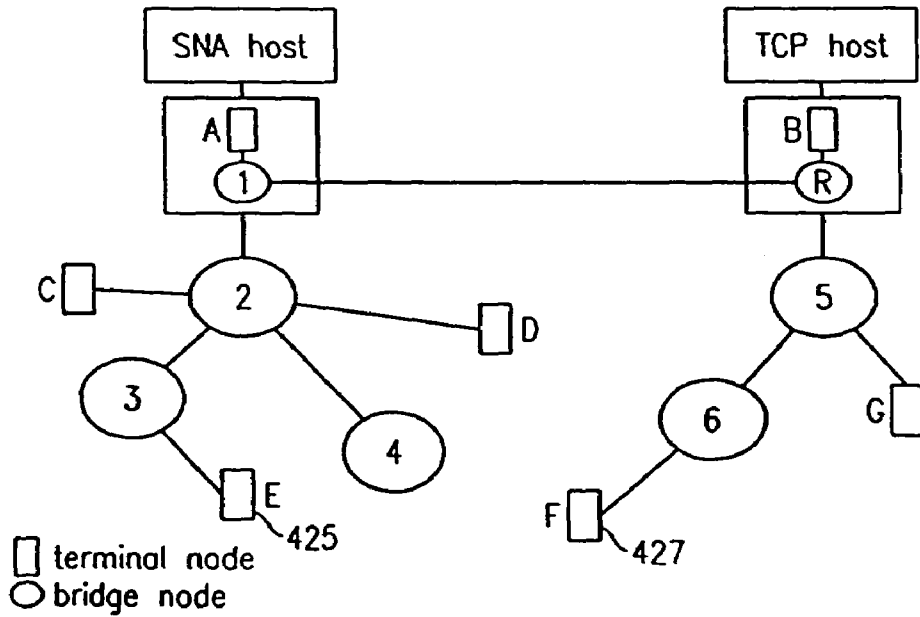 SNA host
TCP host
A
B
1
R
C
2
5
D
3
4
6
G
E
F
425
427
terminal node
bridge node